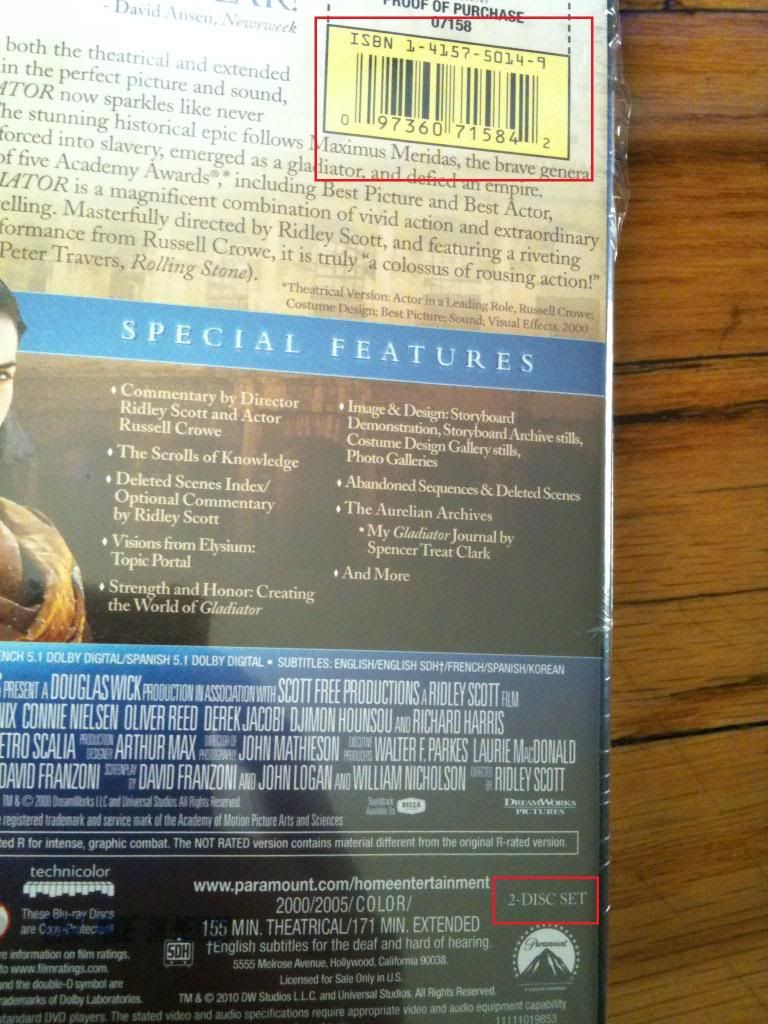 - David Ansen, Newsweek
PROOF OF PURCHASE
07158
ISBN 1-4157-5014-9
0 97360 71584 2
both the theatrical and extended
in the perfect picture and sound,
ATOR now sparkles like never
he stunning historical epic follows Maximus Meridas, the brave general
forced into slavery, emerged as a gladiator, and defied an empire.
of five Academy Awards®,* including Best Picture and Best Actor,
IATOR is a magnificent combination of vivid action and extraordinary
elling. Masterfully directed by Ridley Scott, and featuring a riveting
formance from Russell Crowe, it is truly “a colossus of rousing action!”
Peter Travers, Rolling Stone).
*Theatrical Version: Actor in a Leading Role, Russell Crowe;
Costume Design; Best Picture; Sound; Visual Effects, 2000
SPECIAL FEATURES
♦ Commentary by Director
Ridley Scott and Actor
Russell Crowe
♦ The Scrolls of Knowledge
♦ Deleted Scenes Index/
Optional Commentary
by Ridley Scott
♦ Visions from Elysium:
Topic Portal
♦ Strength and Honor: Creating
the World of Gladiator
♦ Image & Design: Storyboard
Demonstration, Storyboard Archive stills,
Costume Design Gallery stills,
Photo Galleries
♦ Abandoned Sequences & Deleted Scenes
♦ The Aurelian Archives
• My Gladiator Journal by
Spencer Treat Clark
♦ And More
NCH 5.1 DOLBY DIGITAL/SPANISH 5.1 DOLBY DIGITAL • SUBTITLES: ENGLISH/ENGLISH SDH†/FRENCH/SPANISH/KOREAN
PRESENT A DOUGLAS WICK PRODUCTION IN ASSOCIATION WITH SCOTT FREE PRODUCTIONS A RIDLEY SCOTT FILM
NIX CONNIE NIELSEN OLIVER REED DEREK JACOBI DJIMON HOUNSOU AND RICHARD HARRIS
ETRO SCALIA PRODUCTION DESIGNER ARTHUR MAX DIRECTOR OF PHOTOGRAPHY JOHN MATHIESON EXECUTIVE PRODUCERS WALTER F. PARKES LAURIE MACDONALD
DAVID FRANZONI SCREENPLAY BY DAVID FRANZONI AND JOHN LOGAN AND WILLIAM NICHOLSON DIRECTED BY RIDLEY SCOTT
TM & © 2000 DreamWorks LLC and Universal Studios. All Rights Reserved.
Soundtrack Available On
DECCA
DREAMWORKS
PICTURES
registered trademark and service mark of the Academy of Motion Picture Arts and Sciences
ed R for intense, graphic combat. The NOT RATED version contains material different from the original R-rated version.
technicolor
These Blu-ray Discs
are Copy-Protected
www.paramount.com/homeentertainment
2-DISC SET
2000/2005/COLOR/
155 MIN. THEATRICAL/171 MIN. EXTENDED
SDH
†English subtitles for the deaf and hard of hearing.
5555 Melrose Avenue, Hollywood, California 90038.
Licensed for Sale Only in U.S.
Paramount
e information on film ratings,
to www.filmratings.com.
and the double-D symbol are
rademarks of Dolby Laboratories.
TM & © 2010 DW Studios L.L.C. and Universal Studios. All Rights Reserved.
tandard DVD players. The stated video and audio specifications require appropriate video and audio equipment capability
11111019853